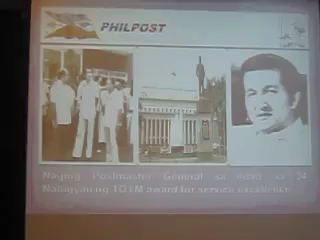 PHILPOST
Naging Postmaster General sa edad na 34
Nabigyan ng TOYM award for service excellence